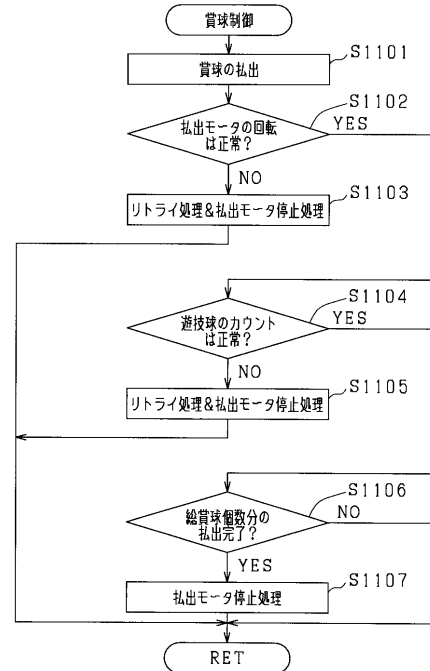 賞球制御
S1101
賞球の払出
S1102
払出モータの回転
は正常?
YES
NO
S1103
リトライ処理&払出モータ停止処理
S1104
遊技球のカウント
は正常?
YES
NO
S1105
リトライ処理&払出モータ停止処理
S1106
総賞球個数分の
払出完了?
NO
YES
S1107
払出モータ停止処理
RET